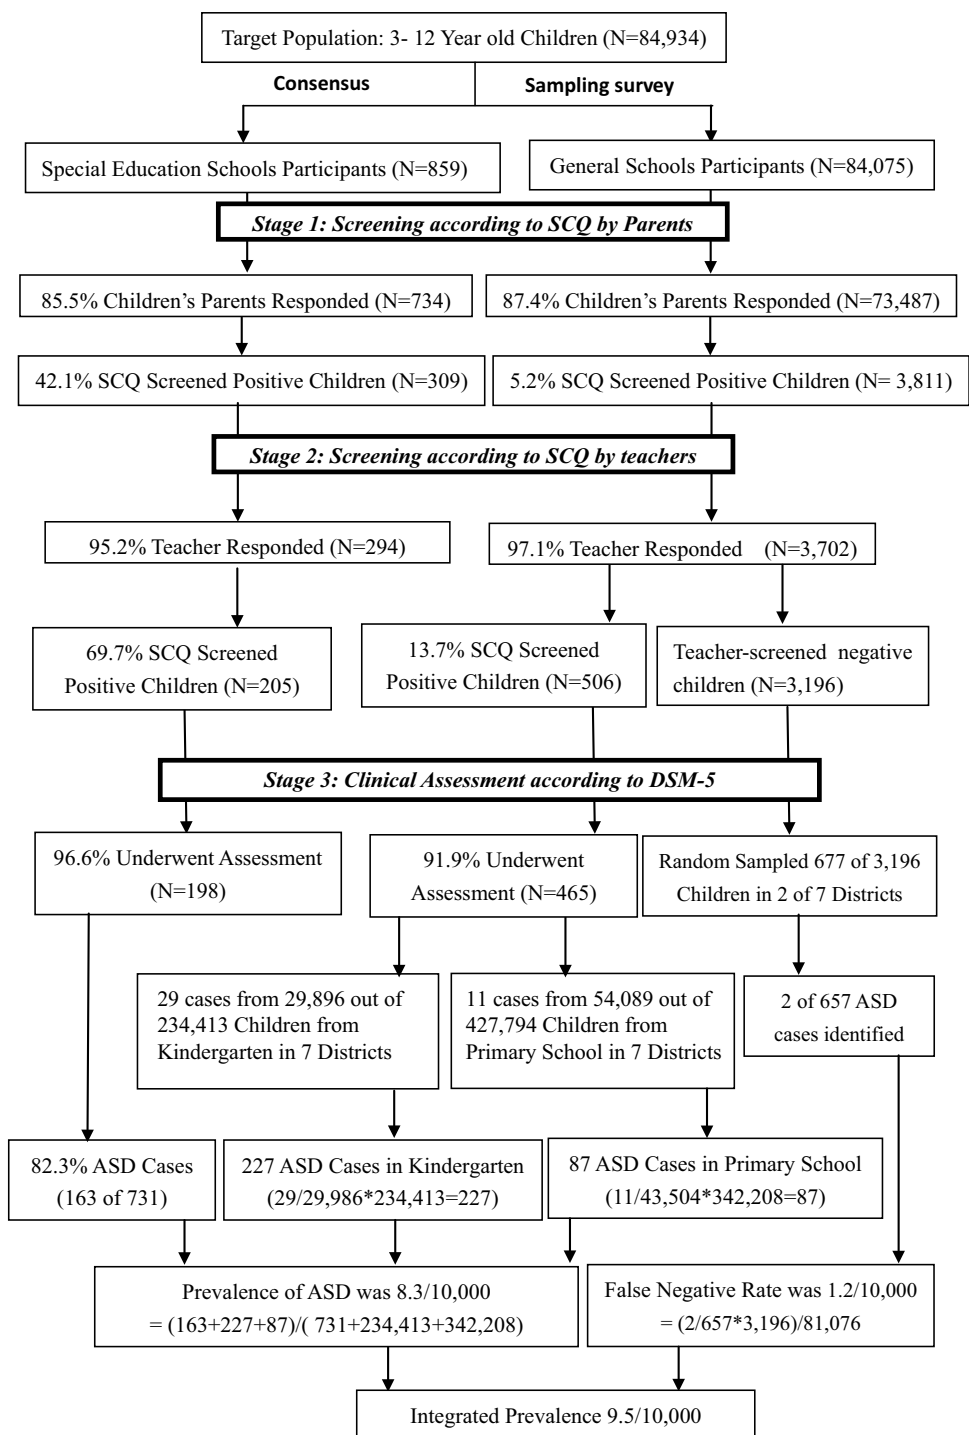 Target Population: 3- 12 Year old Children (N=84,934)
Consensus
Sampling survey
Special Education Schools Participants (N=859)
General Schools Participants (N=84,075)
Stage 1: Screening according to SCQ by Parents
85.5% Children's Parents Responded (N=734)
87.4% Children's Parents Responded (N=73,487)
42.1% SCQ Screened Positive Children (N=309)
5.2% SCQ Screened Positive Children (N= 3,811)
Stage 2: Screening according to SCQ by teachers
95.2% Teacher Responded (N=294)
97.1% Teacher Responded (N=3,702)
69.7% SCQ Screened
Positive Children (N=205)
13.7% SCQ Screened
Positive Children (N=506)
Teacher-screened negative
children (N=3,196)
Stage 3: Clinical Assessment according to DSM-5
96.6% Underwent Assessment
(N=198)
91.9% Underwent
Assessment (N=465)
Random Sampled 677 of 3,196
Children in 2 of 7 Districts
29 cases from 29,896 out of
234,413 Children from
Kindergarten in 7 Districts
11 cases from 54,089 out of
427,794 Children from
Primary School in 7 Districts
2 of 657 ASD
cases identified
82.3% ASD Cases
(163 of 731)
227 ASD Cases in Kindergarten
(29/29,986*234,413=227)
87 ASD Cases in Primary School
(11/43,504*342,208=87)
Prevalence of ASD was 8.3/10,000
= (163+227+87)/( 731+234,413+342,208)
False Negative Rate was 1.2/10,000
= (2/657*3,196)/81,076
Integrated Prevalence 9.5/10,000